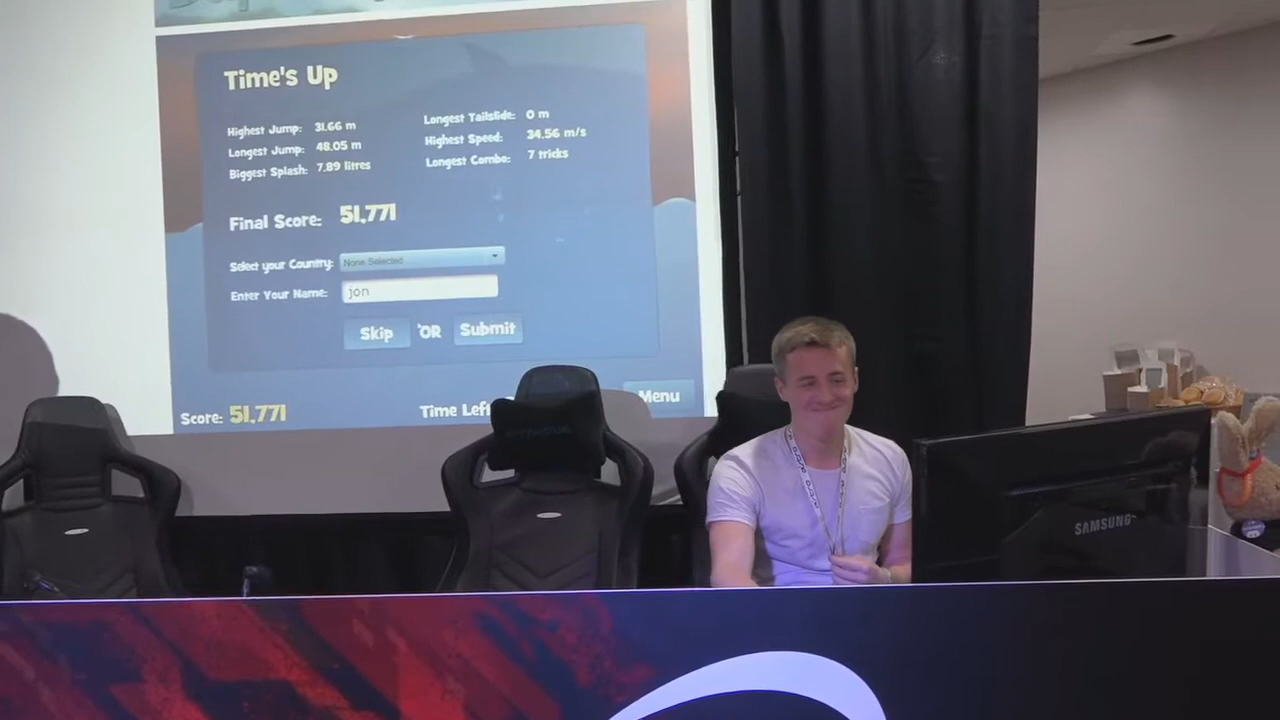 Time's Up
Highest Jump: 31.66 m
Longest Jump: 48.05 m
Biggest Splash: 7.89 litres
Longest Tailslide: 0 m
Highest Speed: 34.56 m/s
Longest Combo: 7 tricks
Final Score: 51,771
Select your Country: None Selected
Enter Your Name: jon
Skip 'OR Submit
Menu
Score: 51,771
Time Left
SAMSUNG